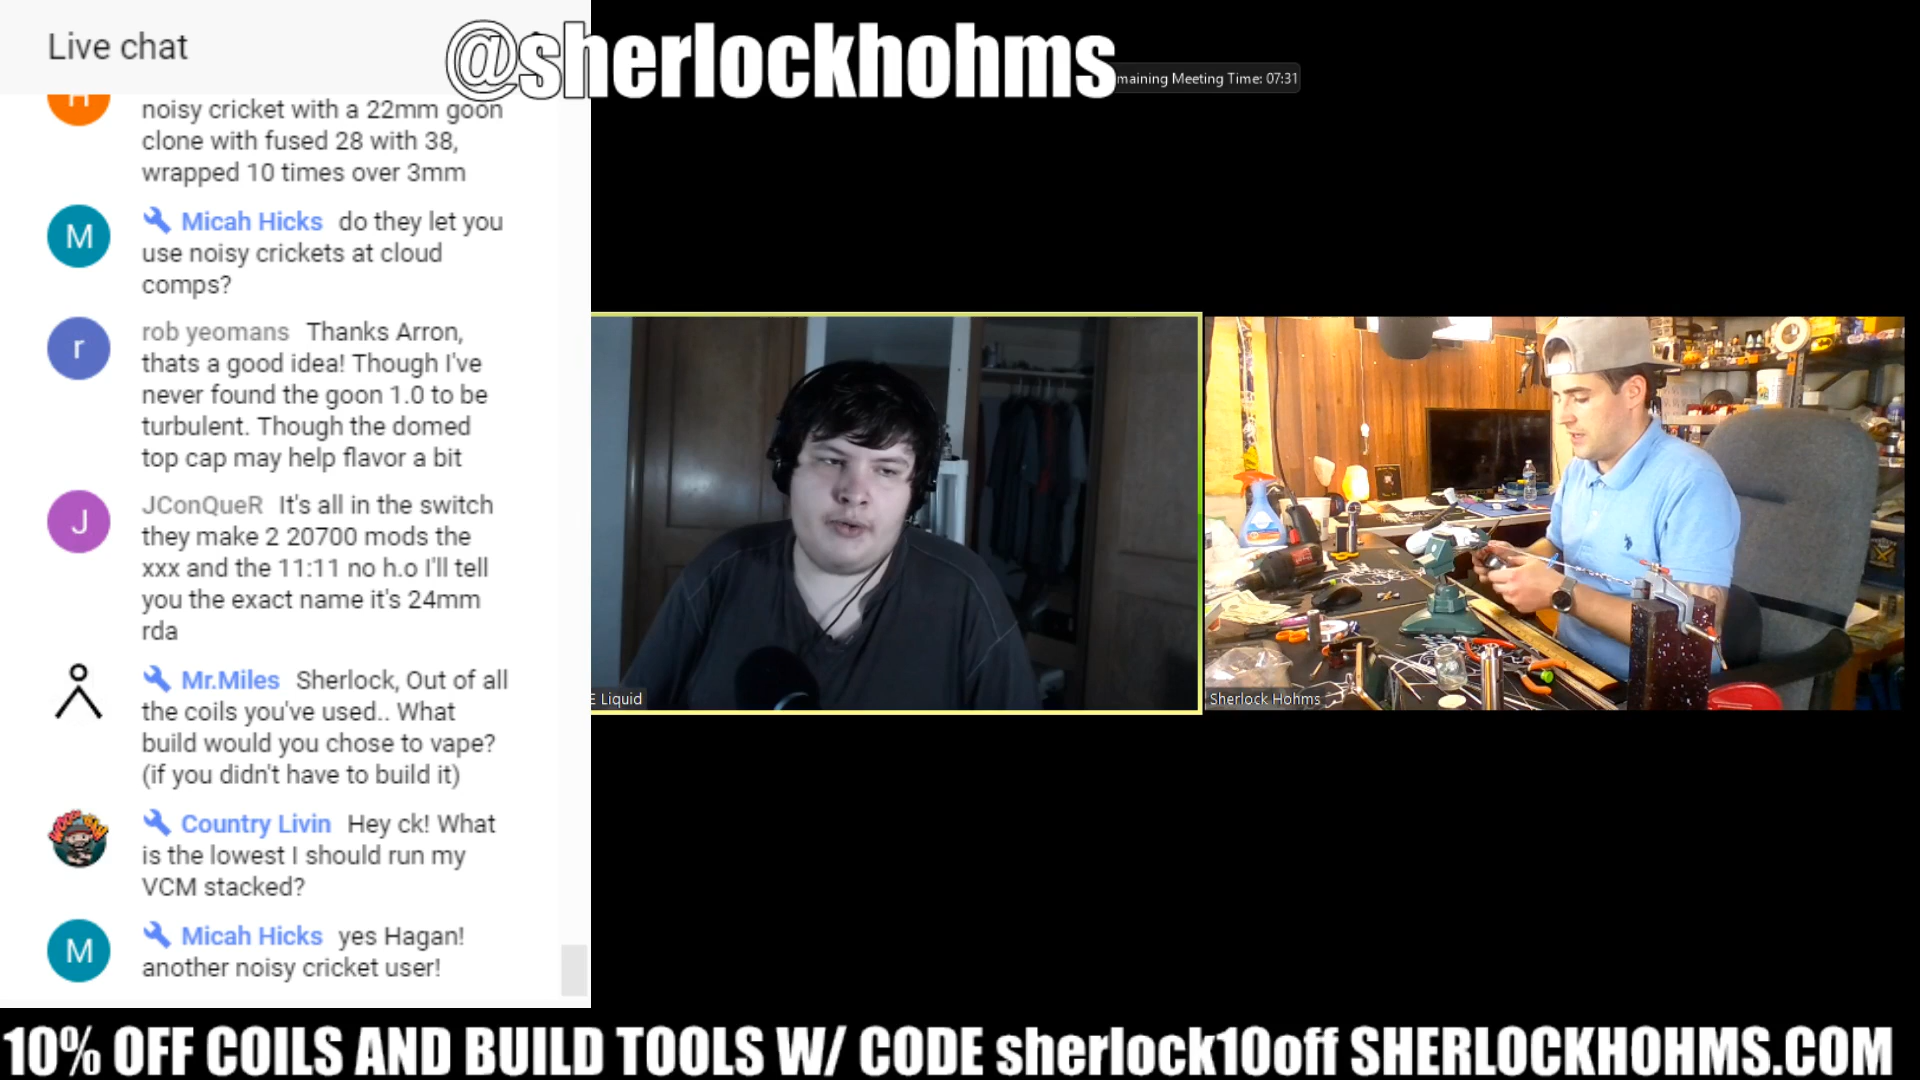 Live chat
@sherlockhohms
maining Meeting Time: 07:31
H
noisy cricket with a 22mm goon
clone with fused 28 with 38,
wrapped 10 times over 3mm
M
Micah Hicks do they let you
use noisy crickets at cloud
comps?
r
rob yeomans Thanks Arron,
thats a good idea! Though I've
never found the goon 1.0 to be
turbulent. Though the domed
top cap may help flavor a bit
J
JConQueR It's all in the switch
they make 2 20700 mods the
xxx and the 11:11 no h.o I'll tell
you the exact name it's 24mm
rda
Mr.Miles Sherlock, Out of all
the coils you've used.. What
build would you chose to vape?
(if you didn't have to build it)
Country Livin Hey ck! What
is the lowest I should run my
VCM stacked?
M
Micah Hicks yes Hagan!
another noisy cricket user!
E Liquid
Sherlock Hohms
10% OFF COILS AND BUILD TOOLS W/ CODE sherlock10off SHERLOCKHOHMS.COM